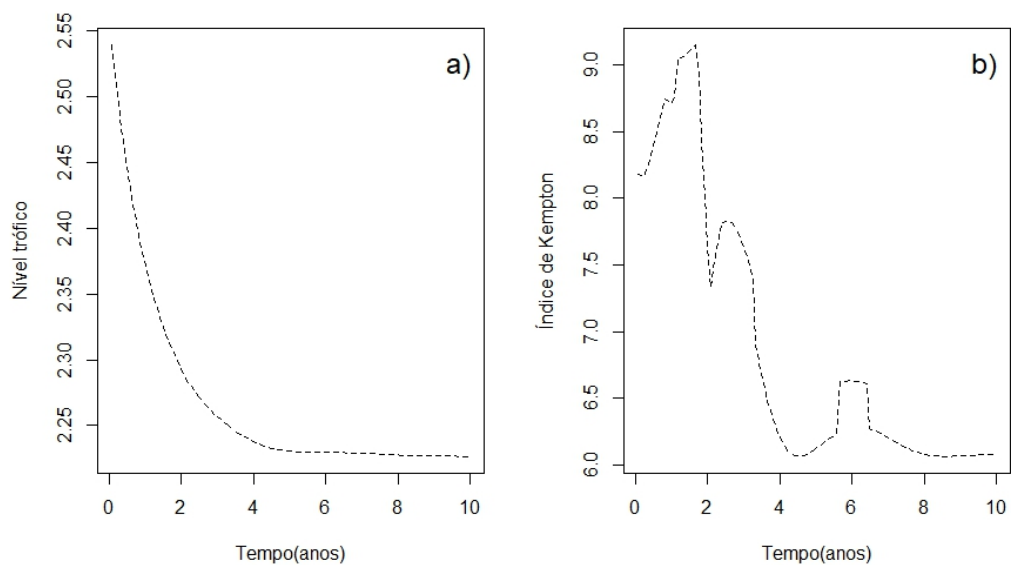 a)
2.55
2.50
2.45
2.40
2.35
2.30
2.25
Nível trófico
0 2 4 6 8 10
Tempo(anos)
b)
9.0
8.5
8.0
7.5
7.0
6.5
6.0
Índice de Kempton
0 2 4 6 8 10
Tempo(anos)